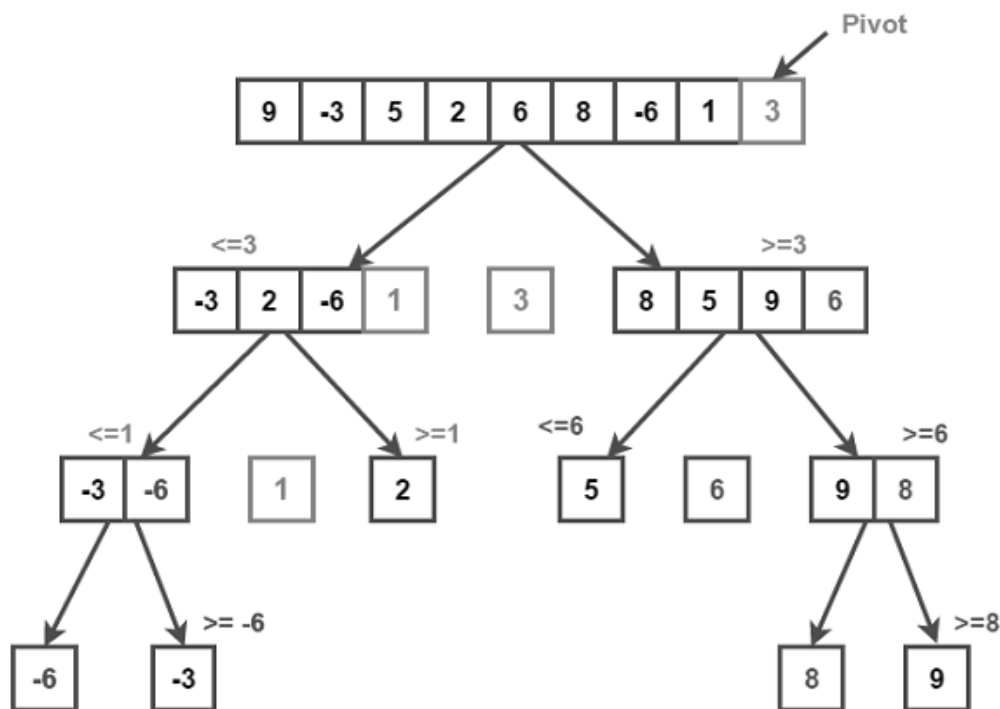 Pivot
9 -3 5 2 6 8 -6 1 3
<=3 >=3
-3 2 -6 1 3 8 5 9 6
<=1 >=1 <=6 >=6
-3 -6 1 2 5 6 9 8
>= -6 >=8
-6 -3 8 9